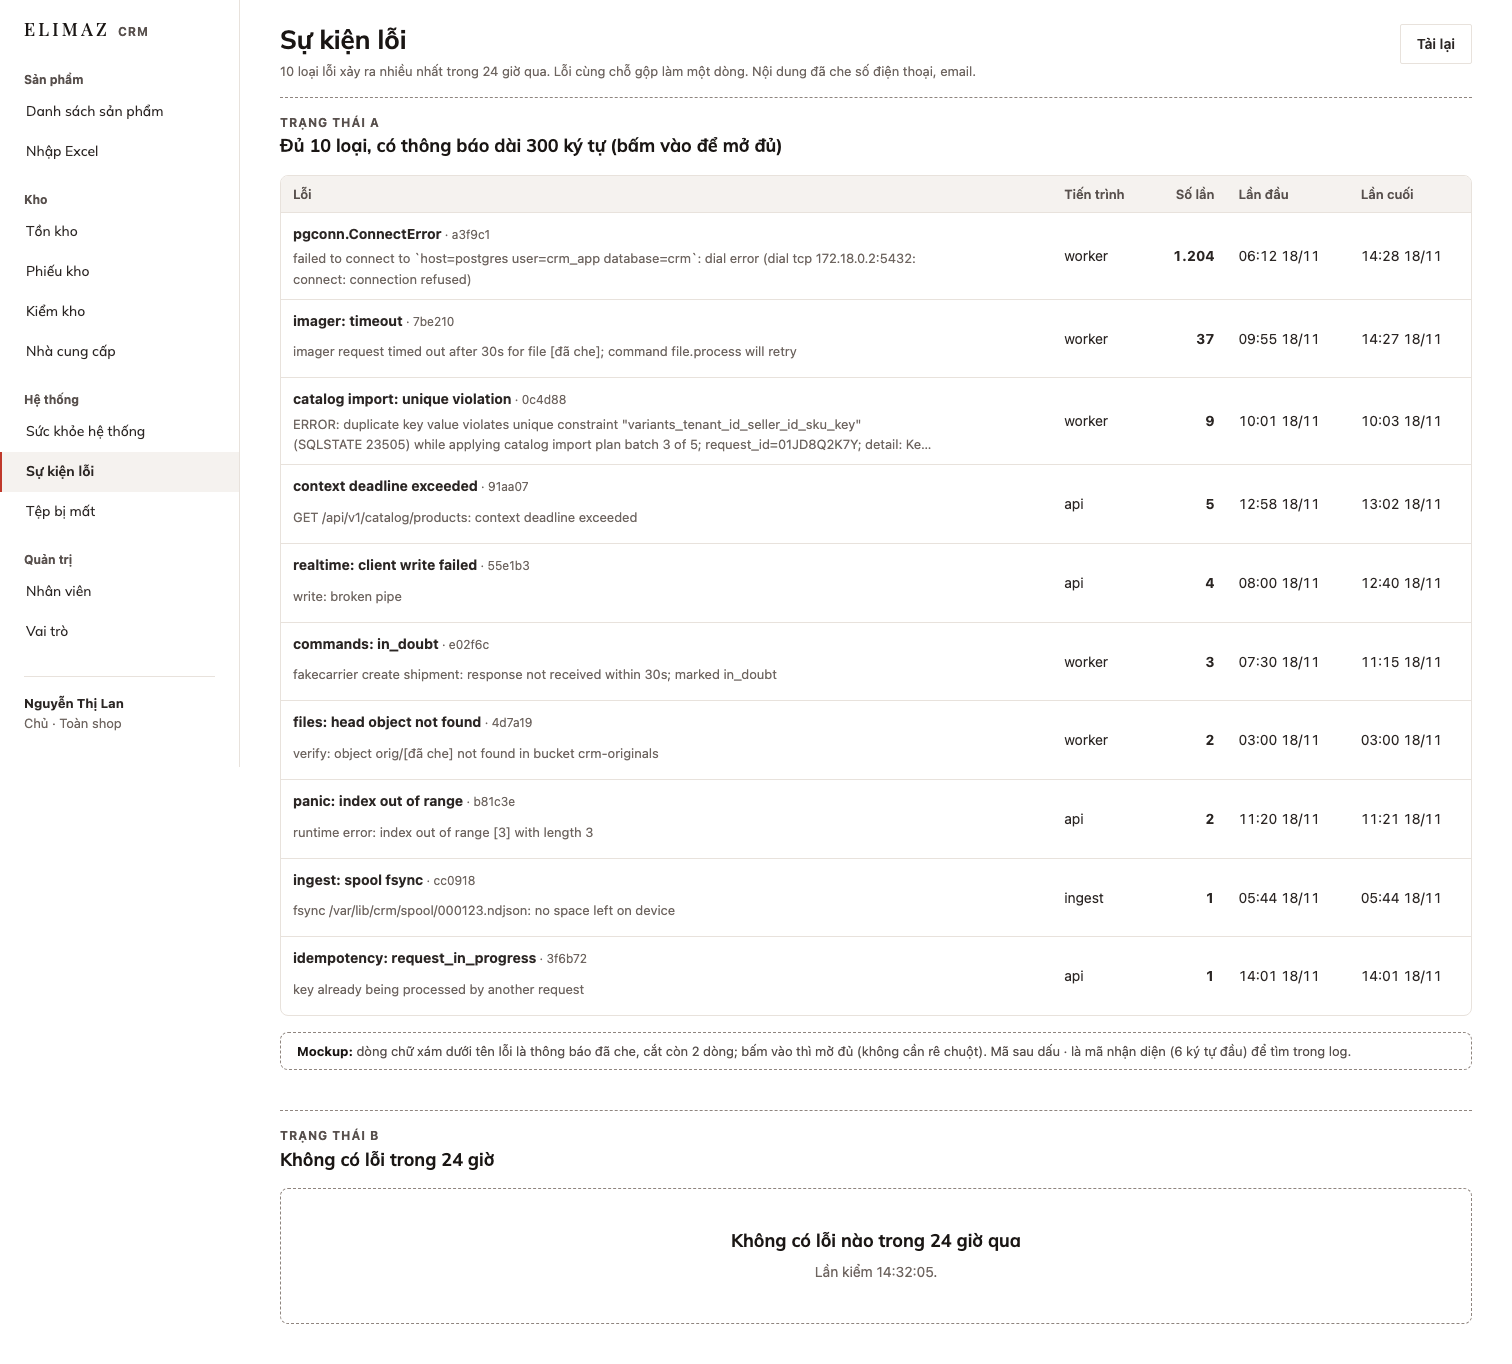 ELIMAZ CRM
Sản phẩm
Danh sách sản phẩm
Nhập Excel
Kho
Tồn kho
Phiếu kho
Kiểm kho
Nhà cung cấp
Hệ thống
Sức khỏe hệ thống
Sự kiện lỗi
Tệp bị mất
Quản trị
Nhân viên
Vai trò
Nguyễn Thị Lan
Chủ · Toàn shop
Sự kiện lỗi
Tải lại
10 loại lỗi xảy ra nhiều nhất trong 24 giờ qua. Lỗi cùng chỗ gộp làm một dòng. Nội dung đã che số điện thoại, email.
TRẠNG THÁI A
Đủ 10 loại, có thông báo dài 300 ký tự (bấm vào để mở đủ)
Lỗi Tiến trình Số lần Lần đầu Lần cuối
pgconn.ConnectError · a3f9c1
failed to connect to `host=postgres user=crm_app database=crm`: dial error (dial tcp 172.18.0.2:5432:
connect: connection refused)
worker 1.204 06:12 18/11 14:28 18/11
imager: timeout · 7be210
imager request timed out after 30s for file [đã che]; command file.process will retry
worker 37 09:55 18/11 14:27 18/11
catalog import: unique violation · 0c4d88
ERROR: duplicate key value violates unique constraint "variants_tenant_id_seller_id_sku_key"
(SQLSTATE 23505) while applying catalog import plan batch 3 of 5; request_id=01JD8Q2K7Y; detail: Ke…
worker 9 10:01 18/11 10:03 18/11
context deadline exceeded · 91aa07
GET /api/v1/catalog/products: context deadline exceeded
api 5 12:58 18/11 13:02 18/11
realtime: client write failed · 55e1b3
write: broken pipe
api 4 08:00 18/11 12:40 18/11
commands: in_doubt · e02f6c
fakecarrier create shipment: response not received within 30s; marked in_doubt
worker 3 07:30 18/11 11:15 18/11
files: head object not found · 4d7a19
verify: object orig/[đã che] not found in bucket crm-originals
worker 2 03:00 18/11 03:00 18/11
panic: index out of range · b81c3e
runtime error: index out of range [3] with length 3
api 2 11:20 18/11 11:21 18/11
ingest: spool fsync · cc0918
fsync /var/lib/crm/spool/000123.ndjson: no space left on device
ingest 1 05:44 18/11 05:44 18/11
idempotency: request_in_progress · 3f6b72
key already being processed by another request
api 1 14:01 18/11 14:01 18/11
Mockup: dòng chữ xám dưới tên lỗi là thông báo đã che, cắt còn 2 dòng; bấm vào thì mở đủ (không cần rê chuột). Mã sau dấu · là mã nhận diện (6 ký tự đầu) để tìm trong log.
TRẠNG THÁI B
Không có lỗi trong 24 giờ
Không có lỗi nào trong 24 giờ qua
Lần kiểm 14:32:05.